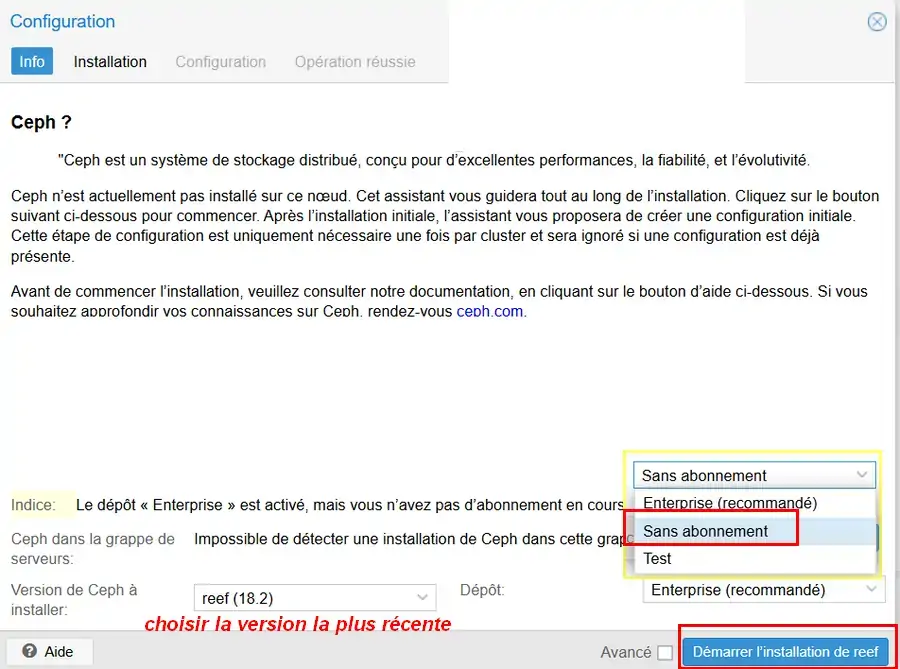 Configuration
Info Installation Configuration Opération réussie
Ceph ?
"Ceph est un système de stockage distribué, conçu pour d’excellentes performances, la fiabilité, et l’évolutivité.
Ceph n’est actuellement pas installé sur ce nœud. Cet assistant vous guidera tout au long de l’installation. Cliquez sur le bouton
suivant ci-dessous pour commencer. Après l’installation initiale, l’assistant vous proposera de créer une configuration initiale.
Cette étape de configuration est uniquement nécessaire une fois par cluster et sera ignoré si une configuration est déjà
présente.
Avant de commencer l’installation, veuillez consulter notre documentation, en cliquant sur le bouton d’aide ci-dessous. Si vous
souhaitez approfondir vos connaissances sur Ceph, rendez-vous ceph.com.
Sans abonnement
Indice: Le dépôt « Enterprise » est activé, mais vous n’avez pas d’abonnement en cours
Enterprise (recommandé)
Sans abonnement
Test
Ceph dans la grappe de
serveurs:
Impossible de détecter une installation de Ceph dans cette
Version de Ceph à
installer:
reef (18.2)
Dépôt:
Enterprise (recommandé)
choisir la version la plus récente
Aide
Avancé
Démarrer l’installation de reef